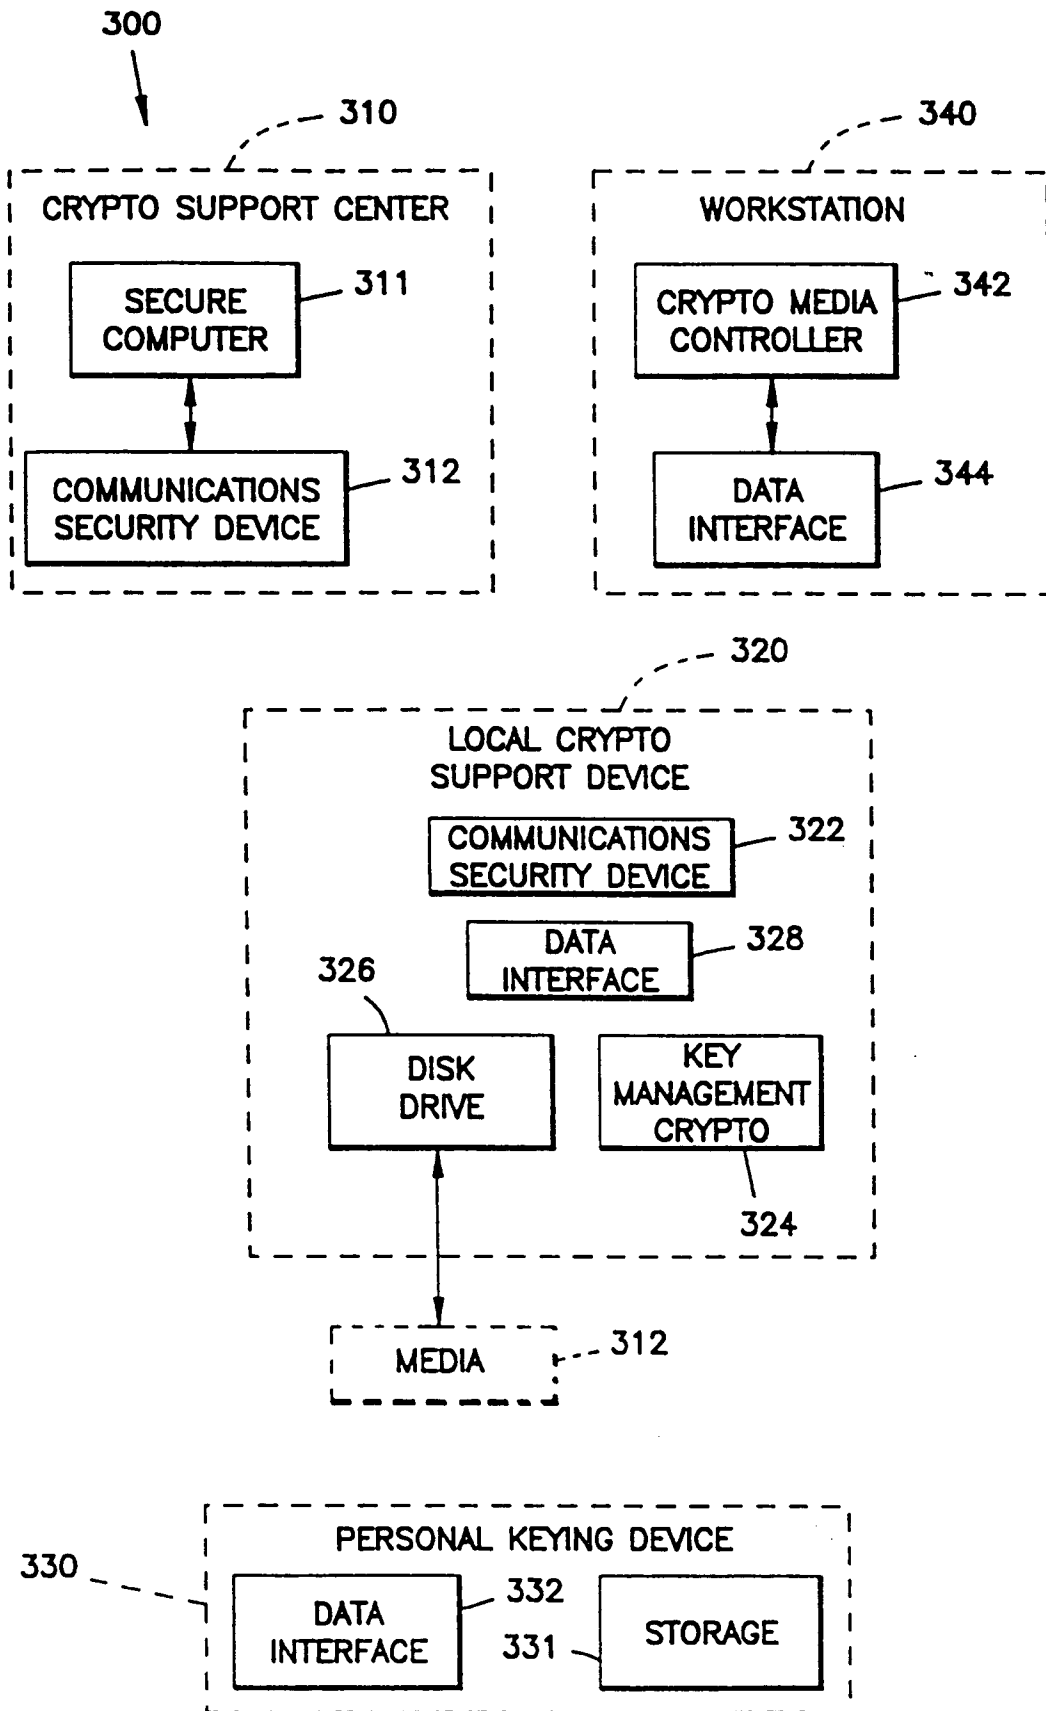 300
310
340
CRYPTO SUPPORT CENTER
WORKSTATION
SECURE
COMPUTER
311
CRYPTO MEDIA
CONTROLLER
342
COMMUNICATIONS
SECURITY DEVICE
312
DATA
INTERFACE
344
320
LOCAL CRYPTO
SUPPORT DEVICE
COMMUNICATIONS
SECURITY DEVICE
322
DATA
INTERFACE
328
326
DISK
DRIVE
KEY
MANAGEMENT
CRYPTO
324
MEDIA
312
PERSONAL KEYING DEVICE
330
DATA
INTERFACE
332
331
STORAGE